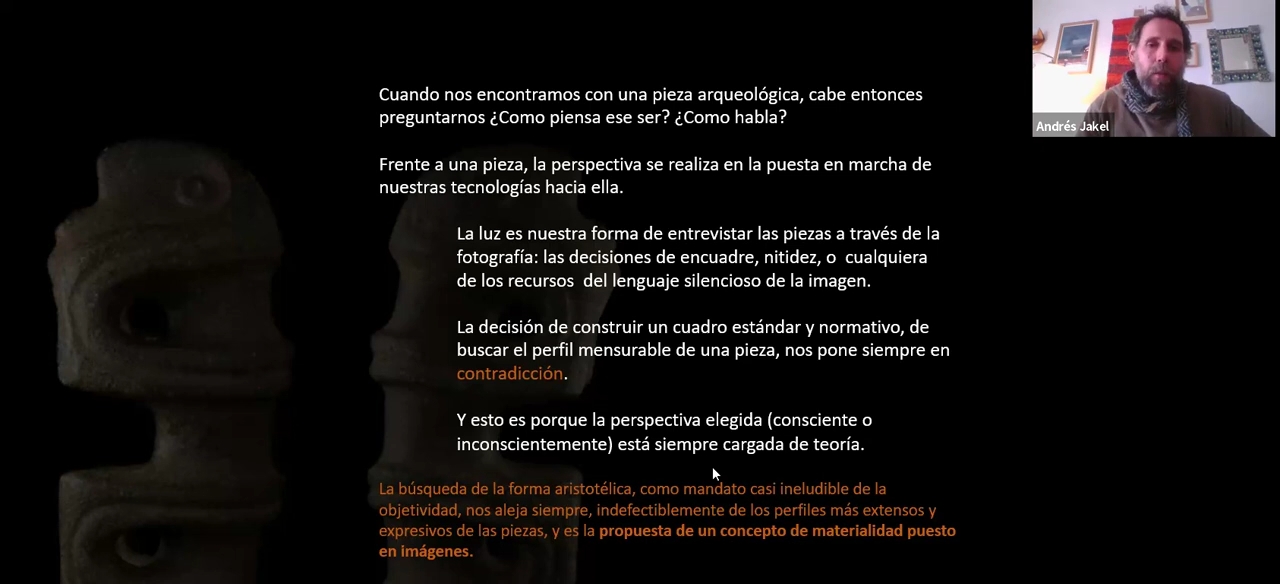 Cuando nos encontramos con una pieza arqueológica, cabe entonces
preguntarnos ¿Como piensa ese ser? ¿Como habla?
Frente a una pieza, la perspectiva se realiza en la puesta en marcha de
nuestras tecnologías hacia ella.
La luz es nuestra forma de entrevistar las piezas a través de la
fotografía: las decisiones de encuadre, nitidez, o cualquiera
de los recursos del lenguaje silencioso de la imagen.
La decisión de construir un cuadro estándar y normativo, de
buscar el perfil mensurable de una pieza, nos pone siempre en
contradicción.
Y esto es porque la perspectiva elegida (consciente o
inconscientemente) está siempre cargada de teoría.
La búsqueda de la forma aristotélica, como mandato casi ineludible de la
objetividad, nos aleja siempre, indefectiblemente de los perfiles más extensos y
expresivos de las piezas, y es la propuesta de un concepto de materialidad puesto
en imágenes.
Andrés Jakel